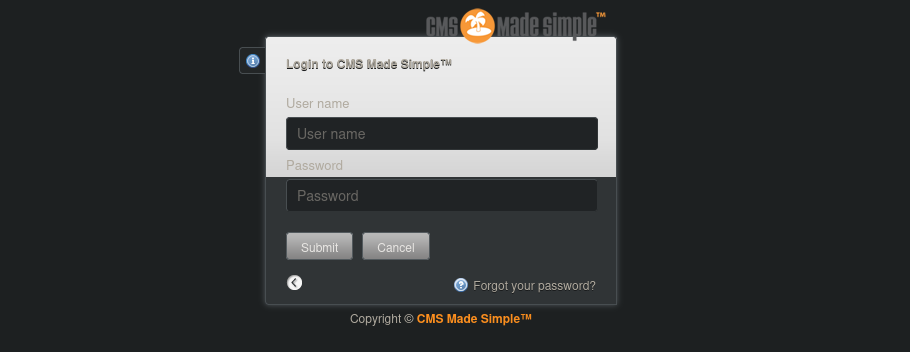 CMS Made Simple™
Login to CMS Made Simple™
User name
User name
Password
Password
Submit Cancel
Forgot your password?
Copyright © CMS Made Simple™